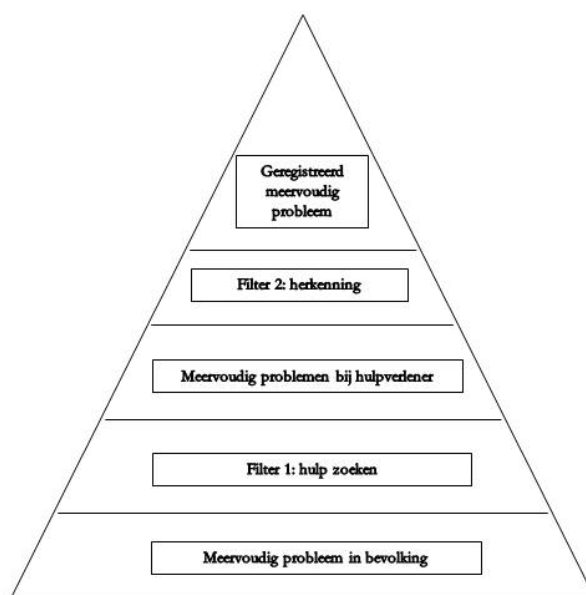 Geregistreerd
meervoudig
probleem
Filter 2: herkenning
Meervoudig problemen bij hulpverlener
Filter 1: hulp zoeken
Meervoudig probleem in bevolking